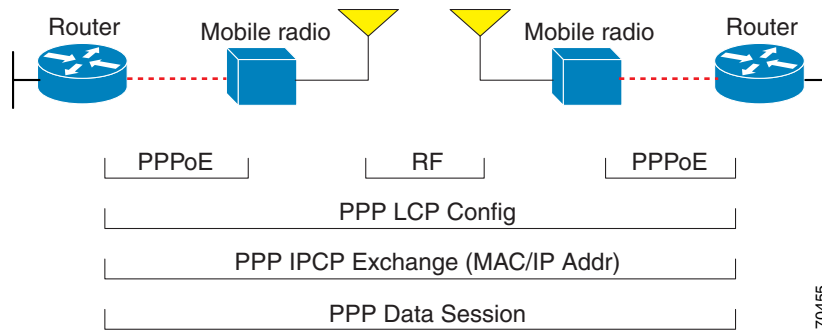 Router
Mobile radio
Mobile radio
Router
PPPoE
RF
PPPoE
PPP LCP Config
PPP IPCP Exchange (MAC/IP Addr)
PPP Data Session